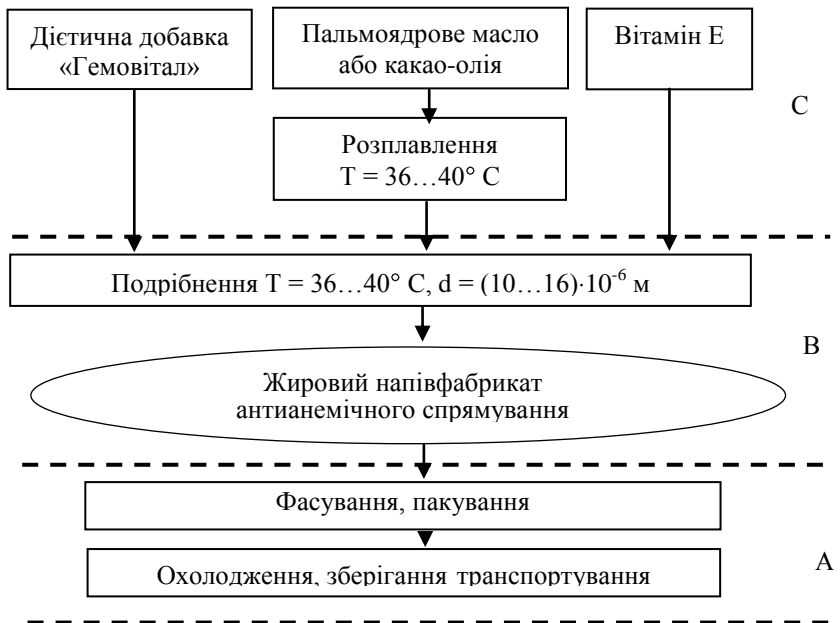 Дієтична добавка
«Гемовітал»
Пальмоядрове масло
або какао-олія
Вітамін Е
С
Розплавлення
Т = 36…40° С
Подрібнення Т = 36…40° С, d = (10…16)·10⁻⁶ м
В
Жировий напівфабрикат
антианемічного спрямування
Фасування, пакування
А
Охолодження, зберігання транспортування